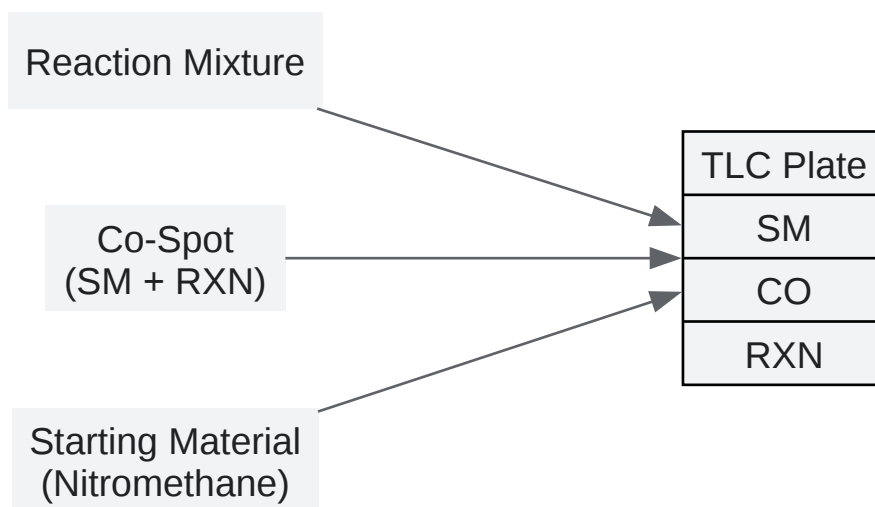 Reaction Mixture
Co-Spot
(SM + RXN)
Starting Material
(Nitromethane)
TLC Plate
SM
CO
RXN